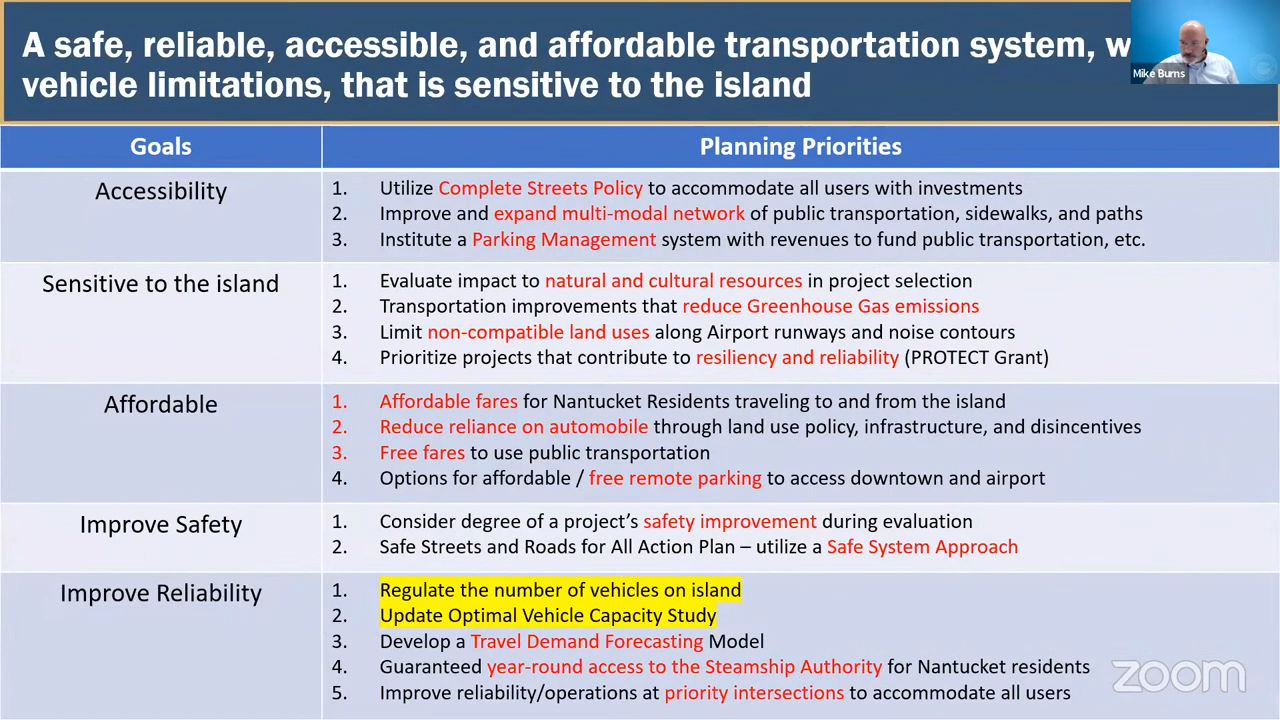 A safe, reliable, accessible, and affordable transportation system, w
vehicle limitations, that is sensitive to the island
Mike Burns
Goals
Planning Priorities
Accessibility
1. Utilize Complete Streets Policy to accommodate all users with investments
2. Improve and expand multi-modal network of public transportation, sidewalks, and paths
3. Institute a Parking Management system with revenues to fund public transportation, etc.
Sensitive to the island
1. Evaluate impact to natural and cultural resources in project selection
2. Transportation improvements that reduce Greenhouse Gas emissions
3. Limit non-compatible land uses along Airport runways and noise contours
4. Prioritize projects that contribute to resiliency and reliability (PROTECT Grant)
Affordable
1. Affordable fares for Nantucket Residents traveling to and from the island
2. Reduce reliance on automobile through land use policy, infrastructure, and disincentives
3. Free fares to use public transportation
4. Options for affordable / free remote parking to access downtown and airport
Improve Safety
1. Consider degree of a project’s safety improvement during evaluation
2. Safe Streets and Roads for All Action Plan – utilize a Safe System Approach
Improve Reliability
1. Regulate the number of vehicles on island
2. Update Optimal Vehicle Capacity Study
3. Develop a Travel Demand Forecasting Model
4. Guaranteed year-round access to the Steamship Authority for Nantucket residents
5. Improve reliability/operations at priority intersections to accommodate all users
zoom